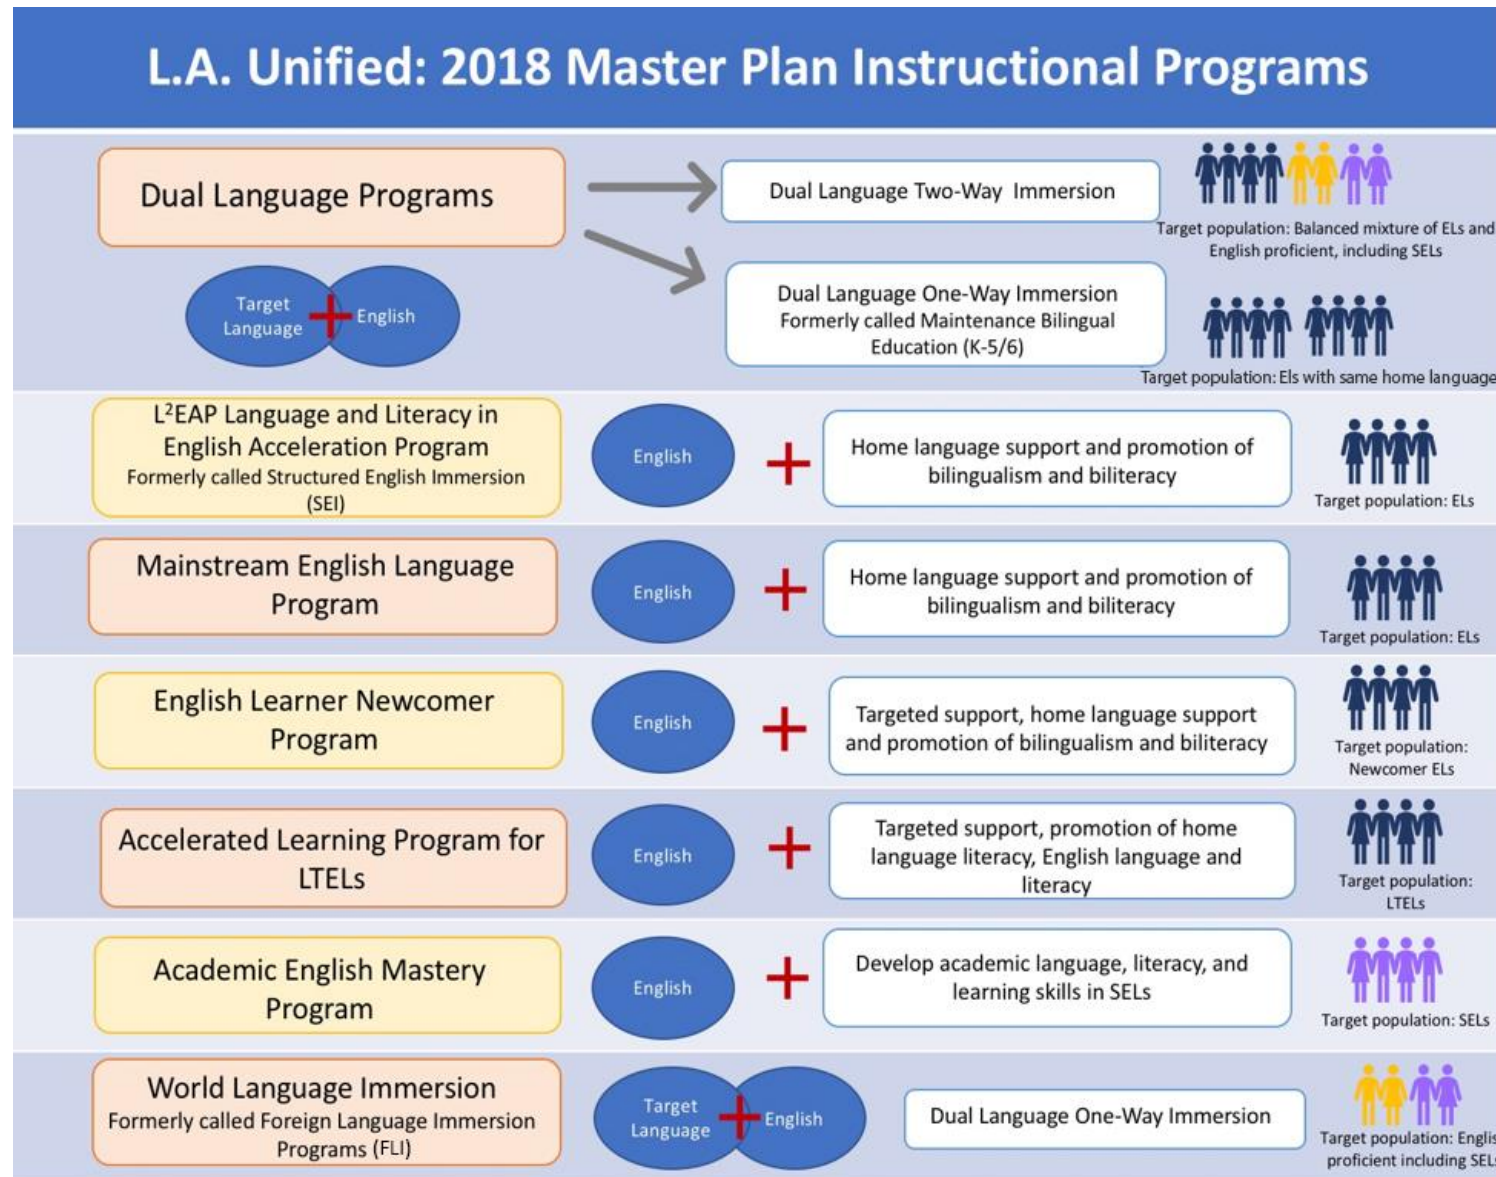 L.A. Unified: 2018 Master Plan Instructional Programs
Dual Language Programs
Target
Language
English
Dual Language Two-Way Immersion
Target population: Balanced mixture of ELs and
English proficient, including SELs
Dual Language One-Way Immersion
Formerly called Maintenance Bilingual
Education (K-5/6)
Target population: Els with same home language
L²EAP Language and Literacy in
English Acceleration Program
Formerly called Structured English Immersion
(SEI)
English
Home language support and promotion of
bilingualism and biliteracy
Target population: ELs
Mainstream English Language
Program
English
Home language support and promotion of
bilingualism and biliteracy
Target population: ELs
English Learner Newcomer
Program
English
Targeted support, home language support
and promotion of bilingualism and biliteracy
Target population:
Newcomer ELs
Accelerated Learning Program for
LTELs
English
Targeted support, promotion of home
language literacy, English language and
literacy
Target population:
LTELs
Academic English Mastery
Program
English
Develop academic language, literacy, and
learning skills in SELs
Target population: SELs
World Language Immersion
Formerly called Foreign Language Immersion
Programs (FLI)
Target
Language
English
Dual Language One-Way Immersion
Target population: Englis
proficient including SEL